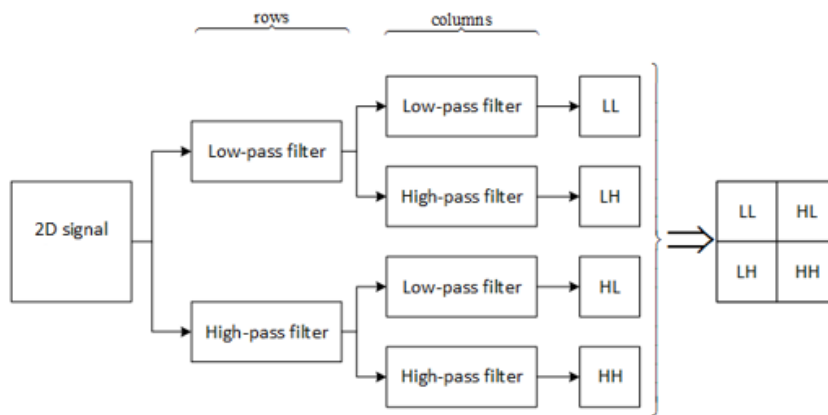 rows columns
Low-pass filter LL
Low-pass filter
High-pass filter LH
LL HL
2D signal
LH HH
Low-pass filter HL
High-pass filter
High-pass filter HH